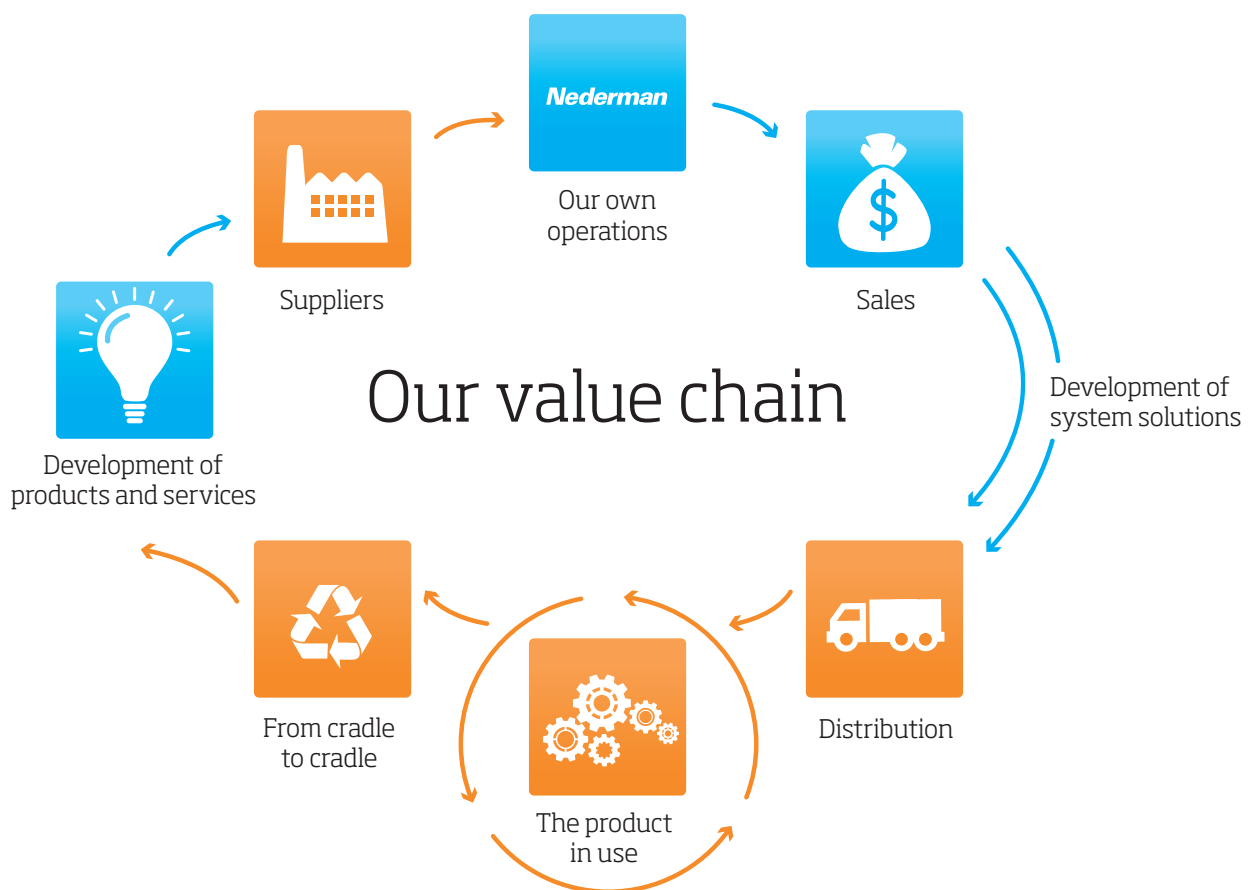 Nederman
Our own
operations
Suppliers
$
Sales
Our value chain
Development of
system solutions
Development of
products and services
From cradle
to cradle
Distribution
The product
in use